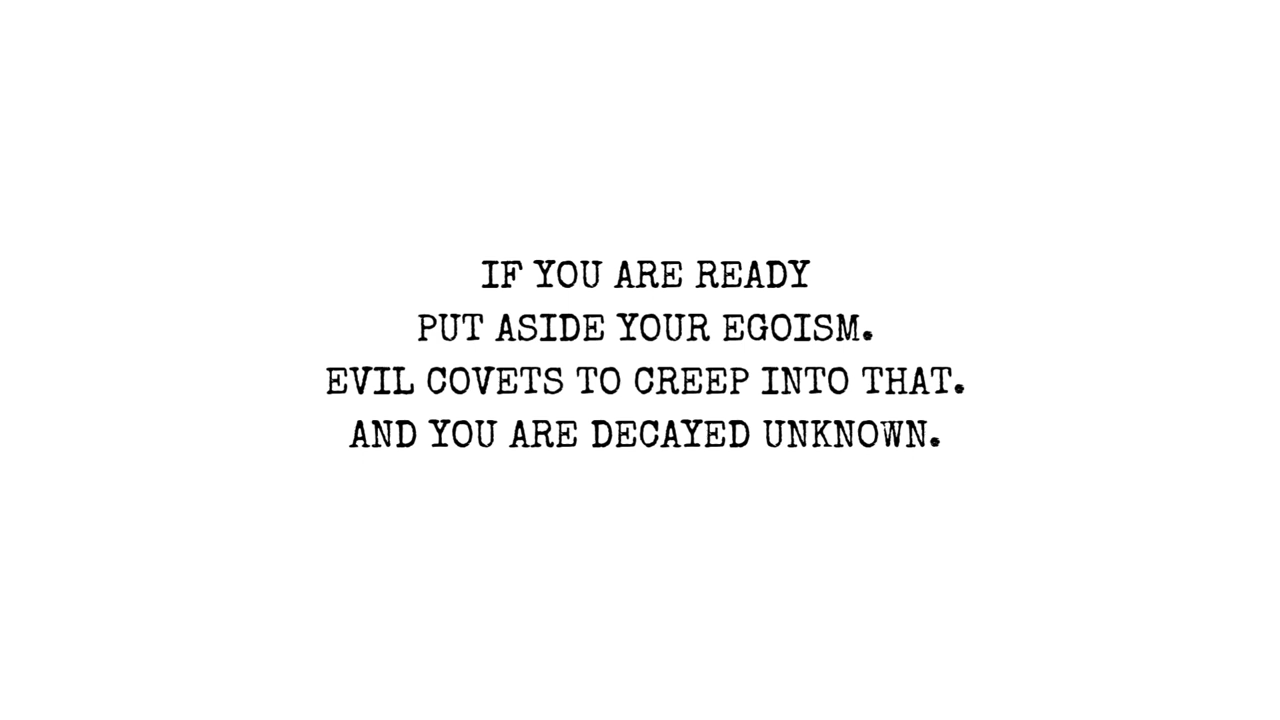 IF YOU ARE READY
PUT ASIDE YOUR EGOISM.
EVIL COVETS TO CREEP INTO THAT.
AND YOU ARE DECAYED UNKNOWN.